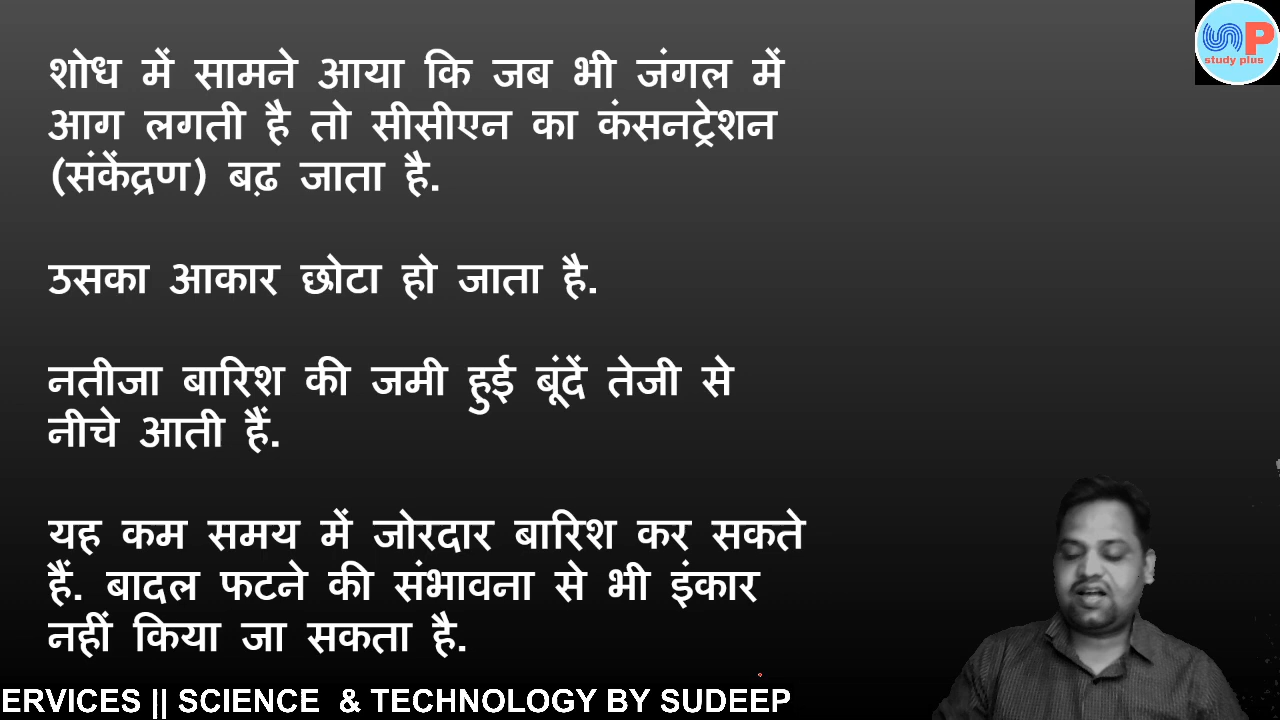 शोध में सामने आया कि जब भी जंगल में
आग लगती है तो सीसीएन का कंसनट्रेशन
(संकेंद्रण) बढ़ जाता है.
उसका आकार छोटा हो जाता है.
नतीजा बारिश की जमी हुई बूंदें तेजी से
नीचे आती हैं.
यह कम समय में जोरदार बारिश कर सकते
हैं. बादल फटने की संभावना से भी इंकार
नहीं किया जा सकता है.
ERVICES || SCIENCE & TECHNOLOGY BY SUDEEP
SP
study plus